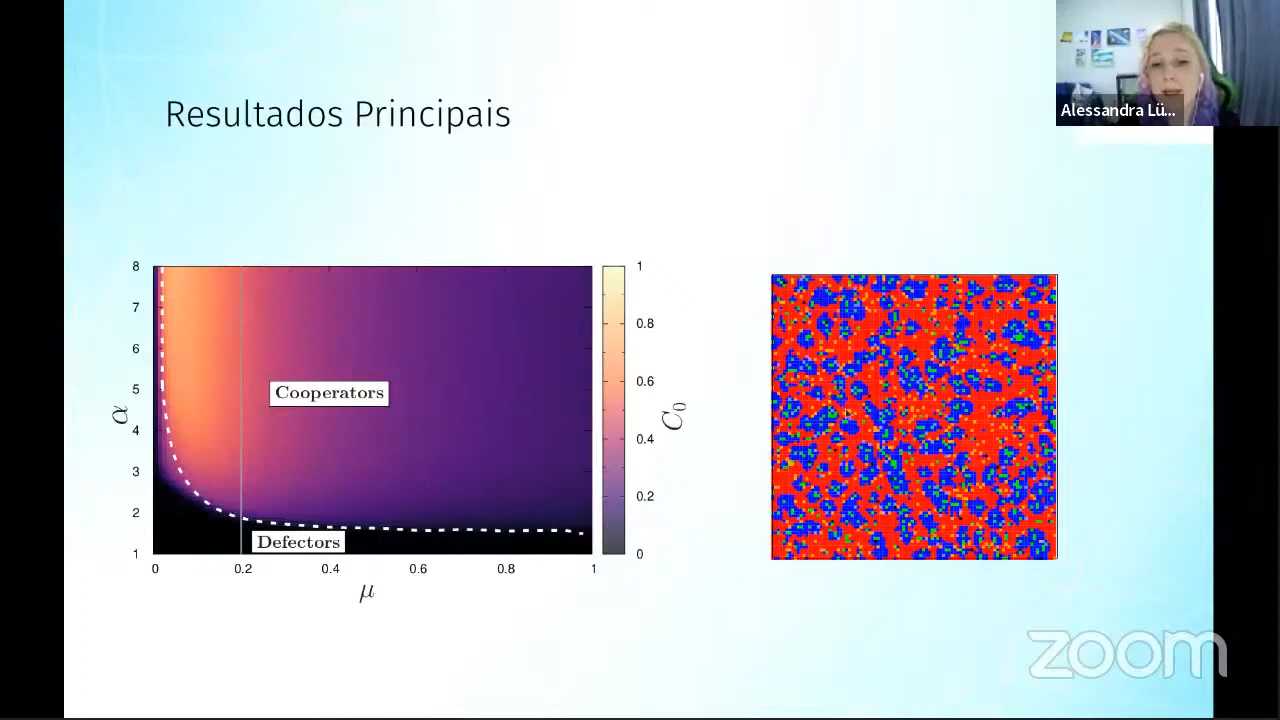 Alessandra Lü...
Resultados Principais
8
7
6
5
4
3
2
1
α
Cooperators
Defectors
0
0.2
0.4
0.6
0.8
1
μ
1
0.8
0.6
0.4
0.2
0
C0
zoom